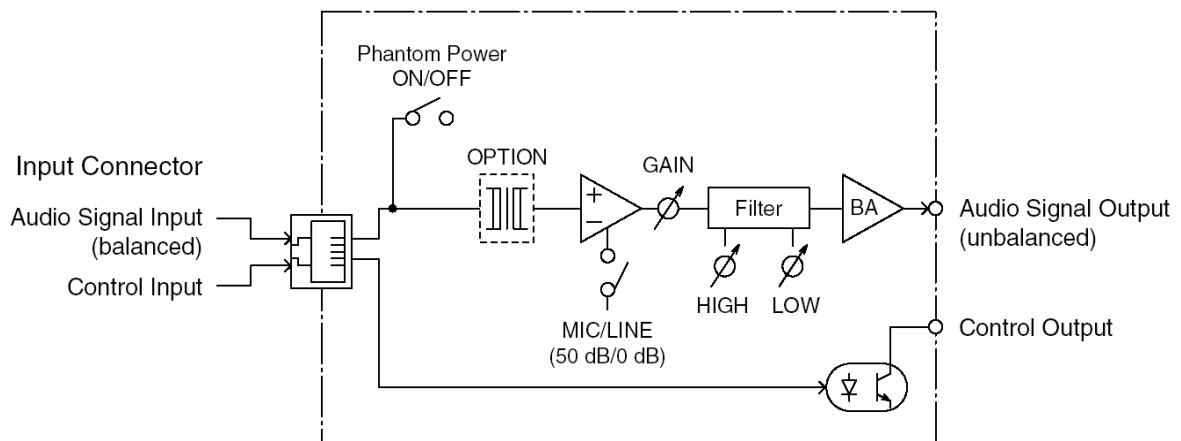 Phantom Power
ON/OFF
Input Connector
OPTION
GAIN
Audio Signal Input
(balanced)
+
−
Filter
BA
Audio Signal Output
(unbalanced)
Control Input
HIGH
LOW
MIC/LINE
(50 dB/0 dB)
Control Output